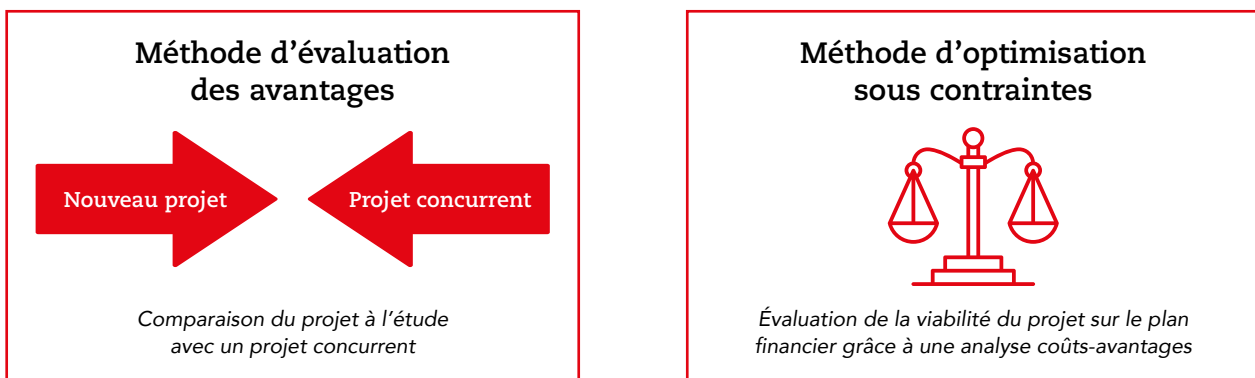 Méthode d'évaluation
des avantages
Nouveau projet
Projet concurrent
Comparaison du projet à l'étude
avec un projet concurrent
Méthode d'optimisation
sous contraintes
Évaluation de la viabilité du projet sur le plan
financier grâce à une analyse coûts-avantages